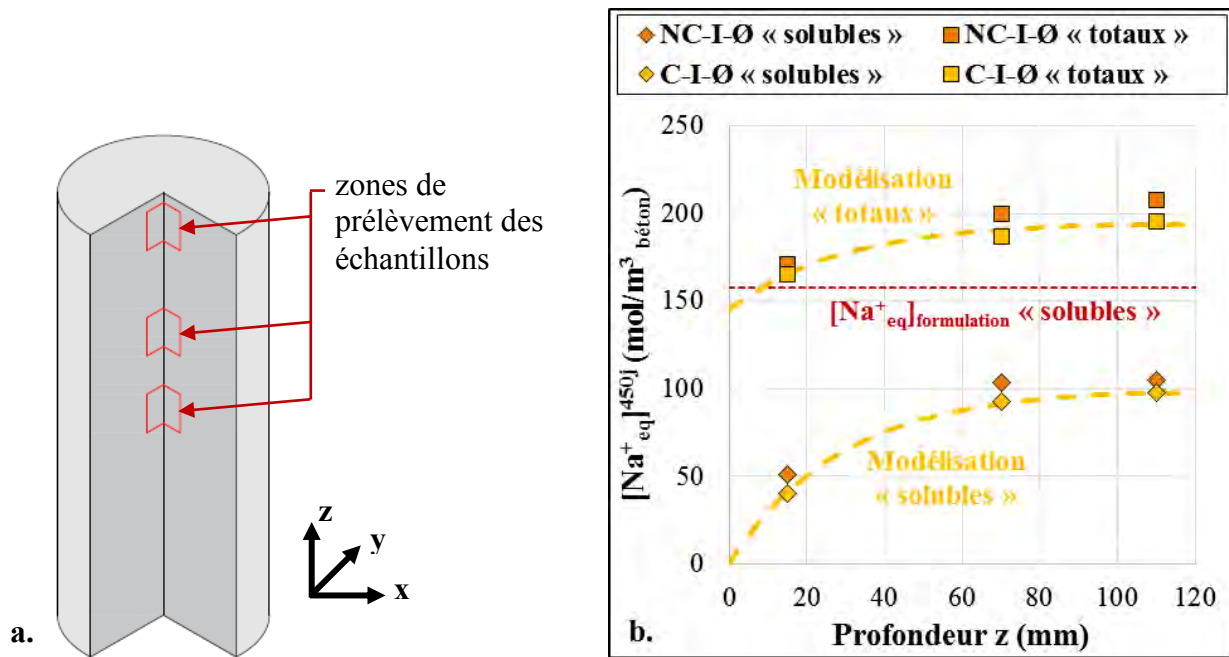 zones de
prélèvement des
échantillons
z
y
x
a.
NC-I-Ø « solubles »
NC-I-Ø « totaux »
C-I-Ø « solubles »
C-I-Ø « totaux »
[Na⁺eq]⁴⁵⁰ʲ (mol/m³ béton)
250
200
150
100
50
0
Modélisation
« totaux »
[Na⁺eq]formulation « solubles »
Modélisation
« solubles »
0 20 40 60 80 100 120
Profondeur z (mm)
b.